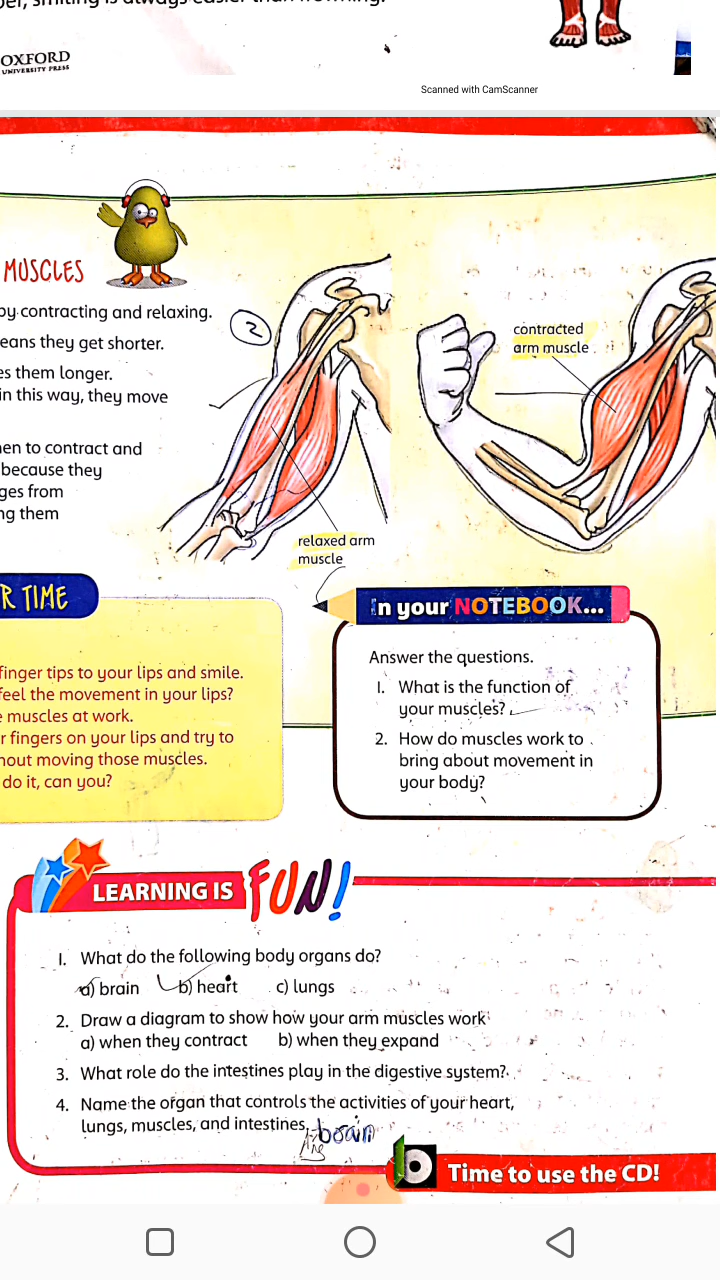 smiling is always easier than frowning.
OXFORD
UNIVERSITY PRESS
Scanned with CamScanner
MUSCLES
by contracting and relaxing.
eans they get shorter.
es them longer.
in this way, they move
en to contract and
because they
ges from
ng them
2
contracted
arm muscle
relaxed arm
muscle
R TIME
finger tips to your lips and smile.
feel the movement in your lips?
e muscles at work.
r fingers on your lips and try to
hout moving those muscles.
do it, can you?
In your NOTEBOOK...
Answer the questions.
1. What is the function of
your muscles?
2. How do muscles work to
bring about movement in
your body?
LEARNING IS FUN!
1. What do the following body organs do?
a) brain b) heart c) lungs
2. Draw a diagram to show how your arm muscles work
a) when they contract b) when they expand
3. What role do the intestines play in the digestive system?
4. Name the organ that controls the activities of your heart,
lungs, muscles, and intestines.
Ans brain
Time to use the CD!